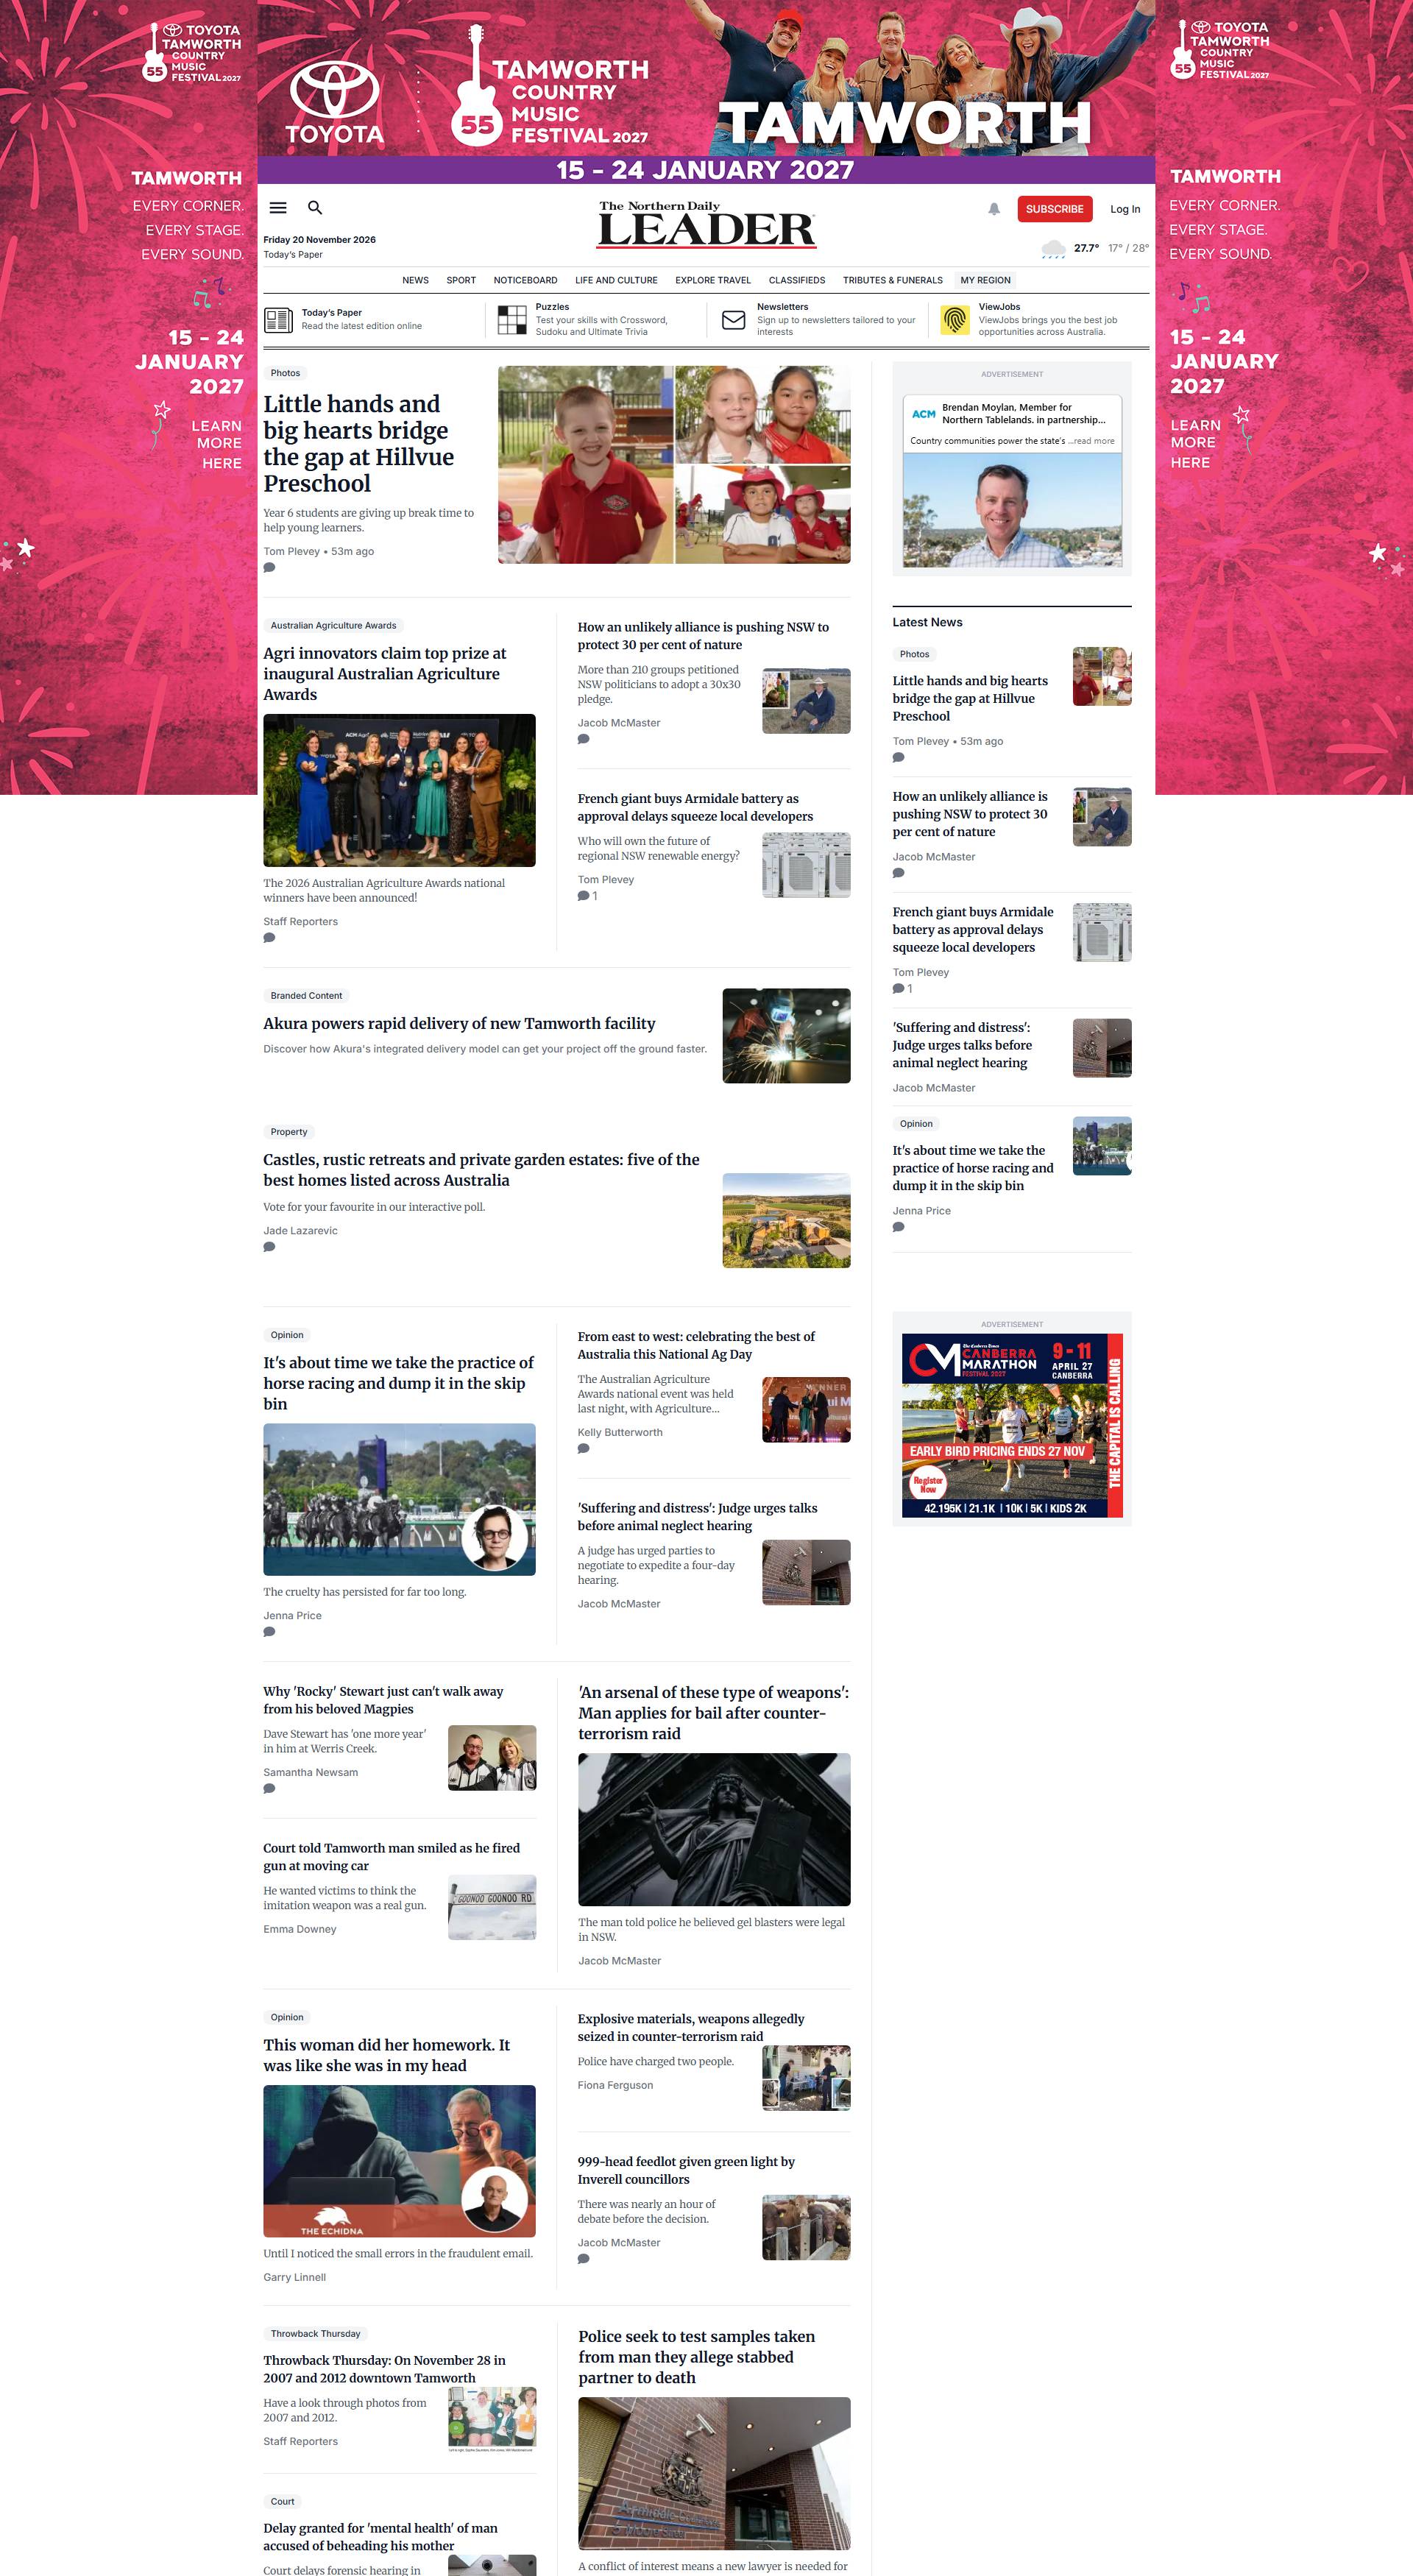 TOYOTA
TAMWORTH
COUNTRY
MUSIC
FESTIVAL 2027
55
TAMWORTH
EVERY CORNER.
EVERY STAGE.
EVERY SOUND.
15 - 24
JANUARY
2027
LEARN
MORE
HERE
TOYOTA
55
TAMWORTH
COUNTRY
MUSIC
FESTIVAL 2027
TAMWORTH
15 - 24 JANUARY 2027
TOYOTA
TAMWORTH
COUNTRY
MUSIC
FESTIVAL 2027
55
TAMWORTH
EVERY CORNER.
EVERY STAGE.
EVERY SOUND.
15 - 24
JANUARY
2027
LEARN
MORE
HERE
The Northern Daily
LEADER
SUBSCRIBE
Log In
Friday 20 November 2026
Today's Paper
27.7° 17° / 28°
NEWS SPORT NOTICEBOARD LIFE AND CULTURE EXPLORE TRAVEL CLASSIFIEDS TRIBUTES & FUNERALS MY REGION
Today's Paper
Read the latest edition online
Puzzles
Test your skills with Crossword,
Sudoku and Ultimate Trivia
Newsletters
Sign up to newsletters tailored to your
interests
ViewJobs
ViewJobs brings you the best job
opportunities across Australia.
Photos
Little hands and
big hearts bridge
the gap at Hillvue
Preschool
Year 6 students are giving up break time to
help young learners.
Tom Plevey • 53m ago
Australian Agriculture Awards
Agri innovators claim top prize at
inaugural Australian Agriculture
Awards
The 2026 Australian Agriculture Awards national
winners have been announced!
Staff Reporters
How an unlikely alliance is pushing NSW to
protect 30 per cent of nature
More than 210 groups petitioned
NSW politicians to adopt a 30x30
pledge.
Jacob McMaster
French giant buys Armidale battery as
approval delays squeeze local developers
Who will own the future of
regional NSW renewable energy?
Tom Plevey
1
Branded Content
Akura powers rapid delivery of new Tamworth facility
Discover how Akura's integrated delivery model can get your project off the ground faster.
Property
Castles, rustic retreats and private garden estates: five of the
best homes listed across Australia
Vote for your favourite in our interactive poll.
Jade Lazarevic
Opinion
It's about time we take the practice of
horse racing and dump it in the skip
bin
The cruelty has persisted for far too long.
Jenna Price
From east to west: celebrating the best of
Australia this National Ag Day
The Australian Agriculture
Awards national event was held
last night, with Agriculture...
Kelly Butterworth
'Suffering and distress': Judge urges talks
before animal neglect hearing
A judge has urged parties to
negotiate to expedite a four-day
hearing.
Jacob McMaster
Why 'Rocky' Stewart just can't walk away
from his beloved Magpies
Dave Stewart has 'one more year'
in him at Werris Creek.
Samantha Newsam
Court told Tamworth man smiled as he fired
gun at moving car
He wanted victims to think the
imitation weapon was a real gun.
Emma Downey
GOONOO GOONOO RD
'An arsenal of these type of weapons':
Man applies for bail after counter-
terrorism raid
The man told police he believed gel blasters were legal
in NSW.
Jacob McMaster
Opinion
This woman did her homework. It
was like she was in my head
THE ECHIDNA
Until I noticed the small errors in the fraudulent email.
Garry Linnell
Explosive materials, weapons allegedly
seized in counter-terrorism raid
Police have charged two people.
Fiona Ferguson
999-head feedlot given green light by
Inverell councillors
There was nearly an hour of
debate before the decision.
Jacob McMaster
Throwback Thursday
Throwback Thursday: On November 28 in
2007 and 2012 downtown Tamworth
Have a look through photos from
2007 and 2012.
Staff Reporters
Court
Delay granted for 'mental health' of man
accused of beheading his mother
Court delays forensic hearing in
Police seek to test samples taken
from man they allege stabbed
partner to death
A conflict of interest means a new lawyer is needed for
ADVERTISEMENT
ACM
Brendan Moylan, Member for
Northern Tablelands. in partnership...
Country communities power the state's ...read more
Latest News
Photos
Little hands and big hearts
bridge the gap at Hillvue
Preschool
Tom Plevey • 53m ago
How an unlikely alliance is
pushing NSW to protect 30
per cent of nature
Jacob McMaster
French giant buys Armidale
battery as approval delays
squeeze local developers
Tom Plevey
1
'Suffering and distress':
Judge urges talks before
animal neglect hearing
Jacob McMaster
Opinion
It's about time we take the
practice of horse racing and
dump it in the skip bin
Jenna Price
ADVERTISEMENT
The Canberra Times
CANBERRA
MARATHON
FESTIVAL 2027
9 - 11
APRIL 27
CANBERRA
THE CAPITAL IS CALLING
EARLY BIRD PRICING ENDS 27 NOV
Register
Now
42.195K | 21.1K | 10K | 5K | KIDS 2K